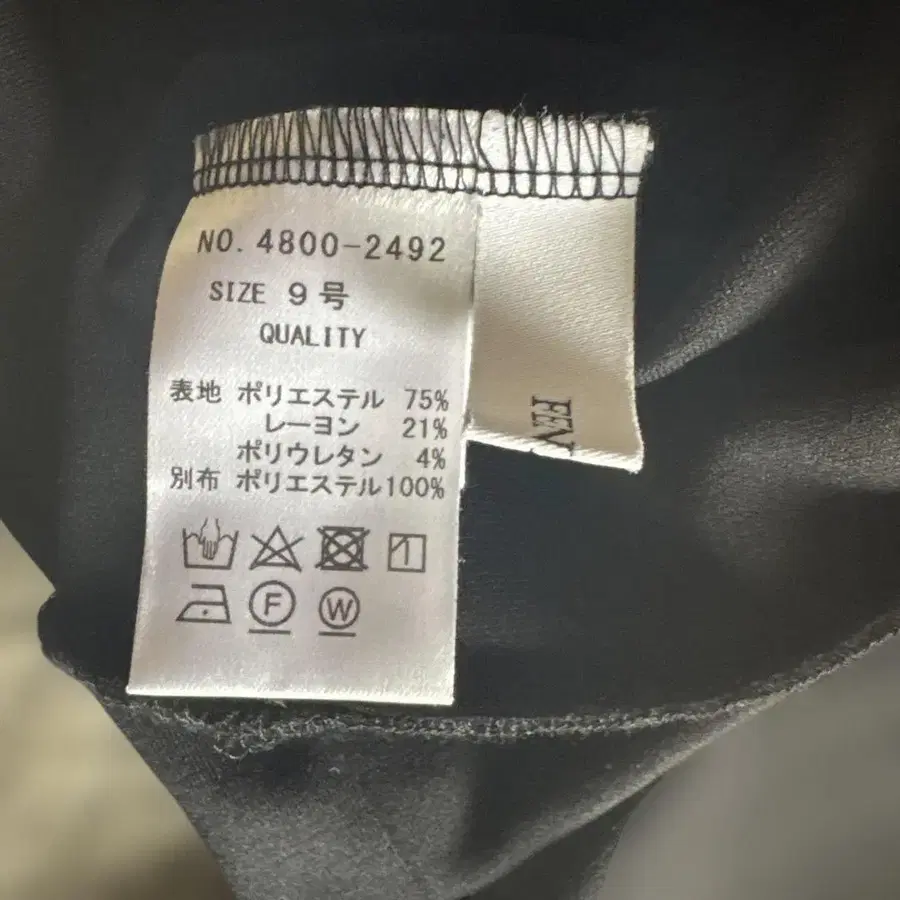 NO. 4800-2492
SIZE 9号
QUALITY
表地 ポリエステル 75%
レーヨン 21%
ポリウレタン 4%
別布 ポリエステル100%
F W